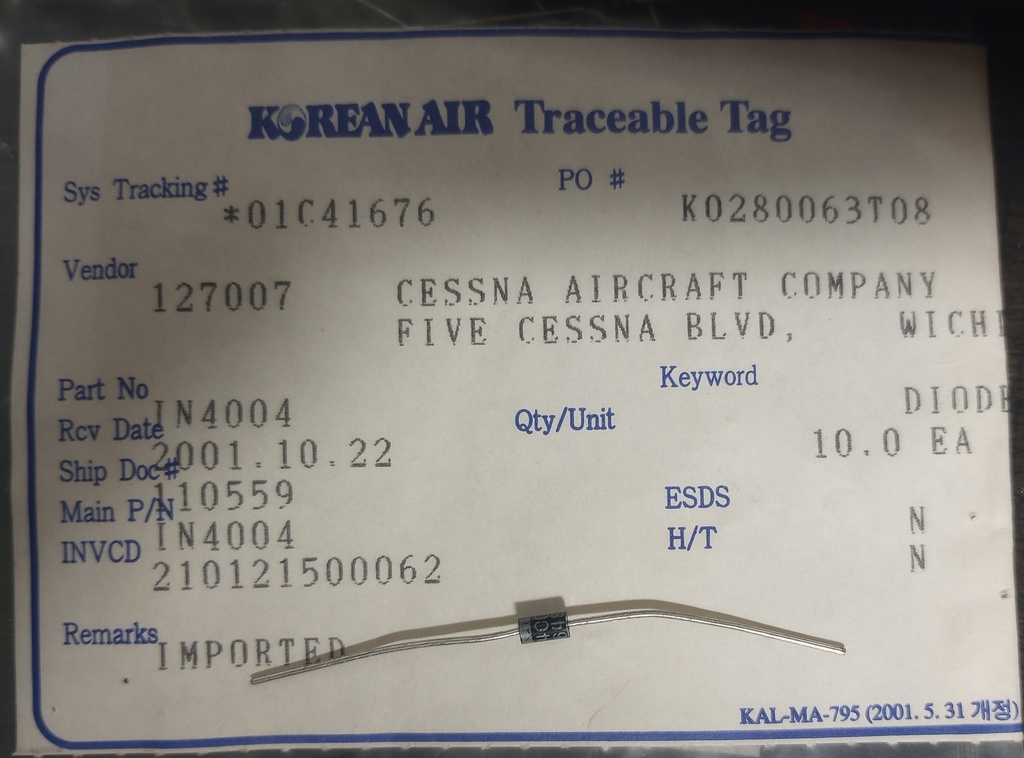 KOREAN AIR Traceable Tag
Sys Tracking# *01C41676 PO # K0280063T08
Vendor 127007 CESSNA AIRCRAFT COMPANY
FIVE CESSNA BLVD, WICHI
Keyword DIODE
Part No IN4004
Qty/Unit 10.0 EA
Rcv Date 2001.10.22
Ship Doc# 110559
ESDS N
Main P/N IN4004
H/T N
INVCD 210121500062
Remarks IMPORTED
KAL-MA-795 (2001. 5. 31 개정)